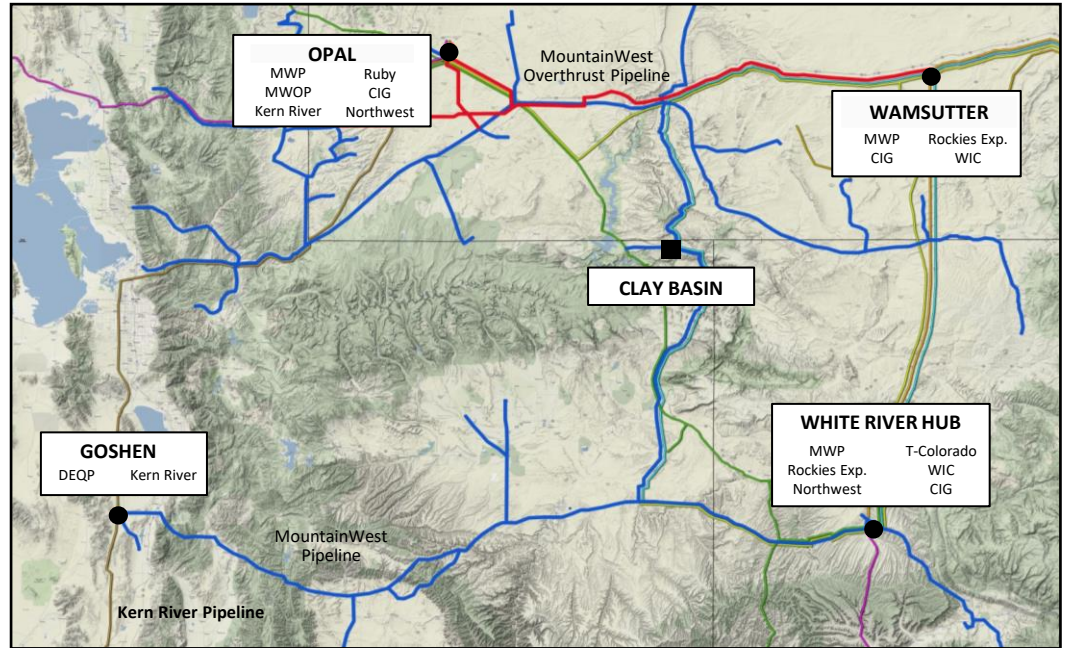 OPAL
MWP Ruby
MWOP CIG
Kern River Northwest
MountainWest
Overthrust Pipeline
WAMSUTTER
MWP Rockies Exp.
CIG WIC
CLAY BASIN
WHITE RIVER HUB
MWP T-Colorado
Rockies Exp. WIC
Northwest CIG
GOSHEN
DEQP Kern River
MountainWest
Pipeline
Kern River Pipeline